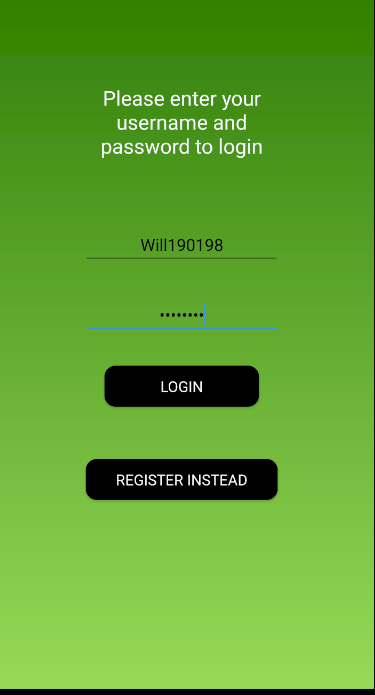 Please enter your
username and
password to login
Will190198
••••••••
LOGIN
REGISTER INSTEAD